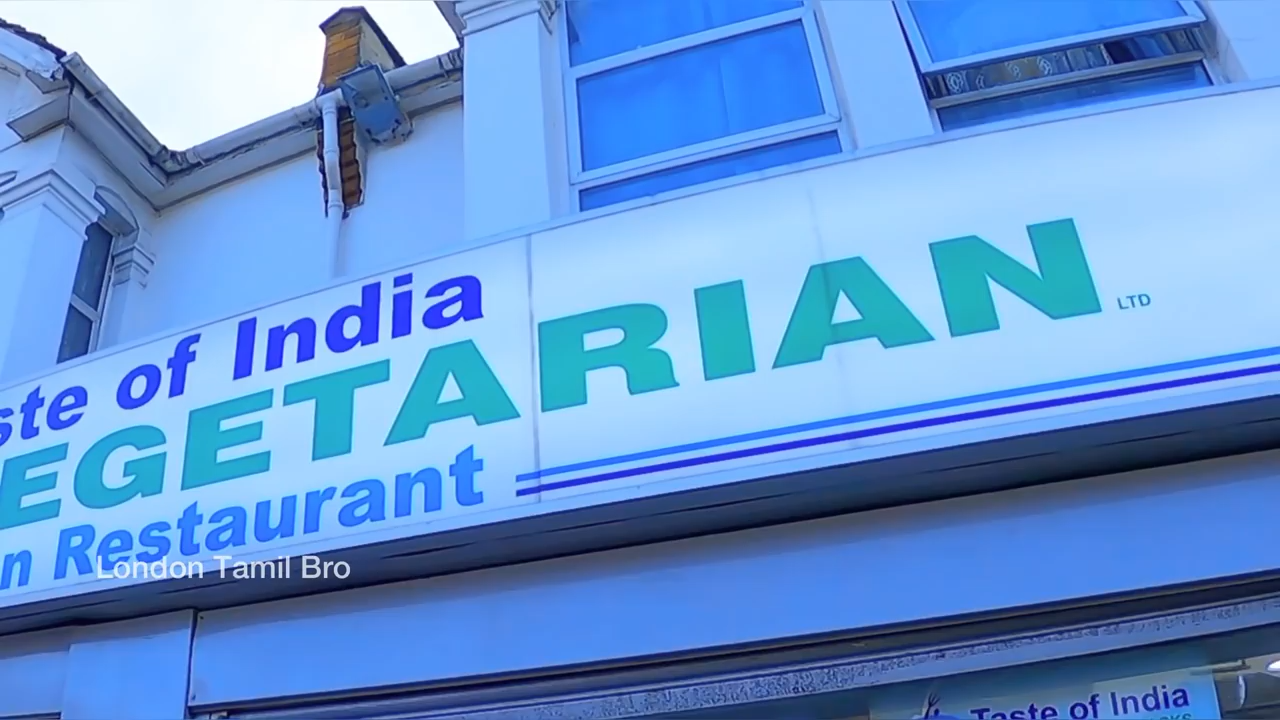 ste of India
EGETARIAN LTD
n Restaurant
London Tamil Bro
Taste of India